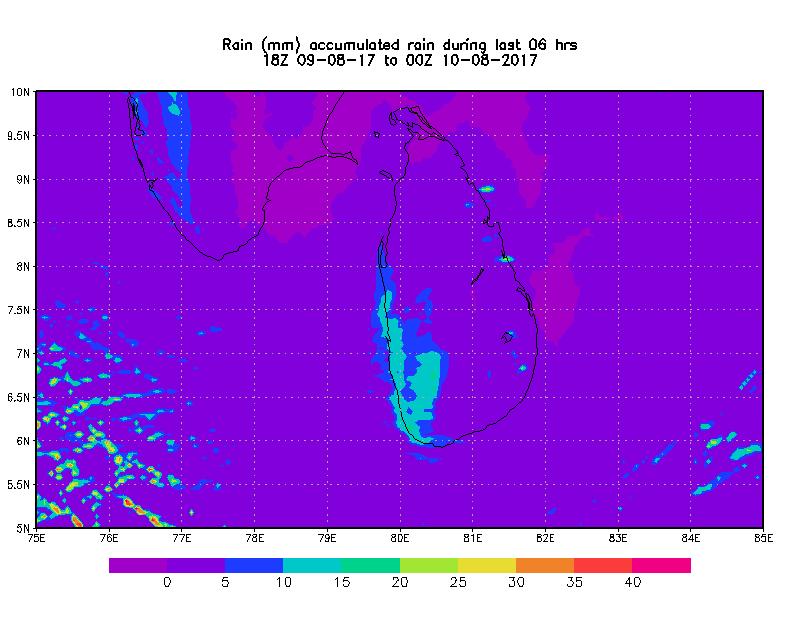 Rain (mm) accumulated rain during last 06 hrs
18Z 09-08-17 to 00Z 10-08-2017
10N
9.5N
9N
8.5N
8N
7.5N
7N
6.5N
6N
5.5N
5N
75E 76E 77E 78E 79E 80E 81E 82E 83E 84E 85E
0 5 10 15 20 25 30 35 40